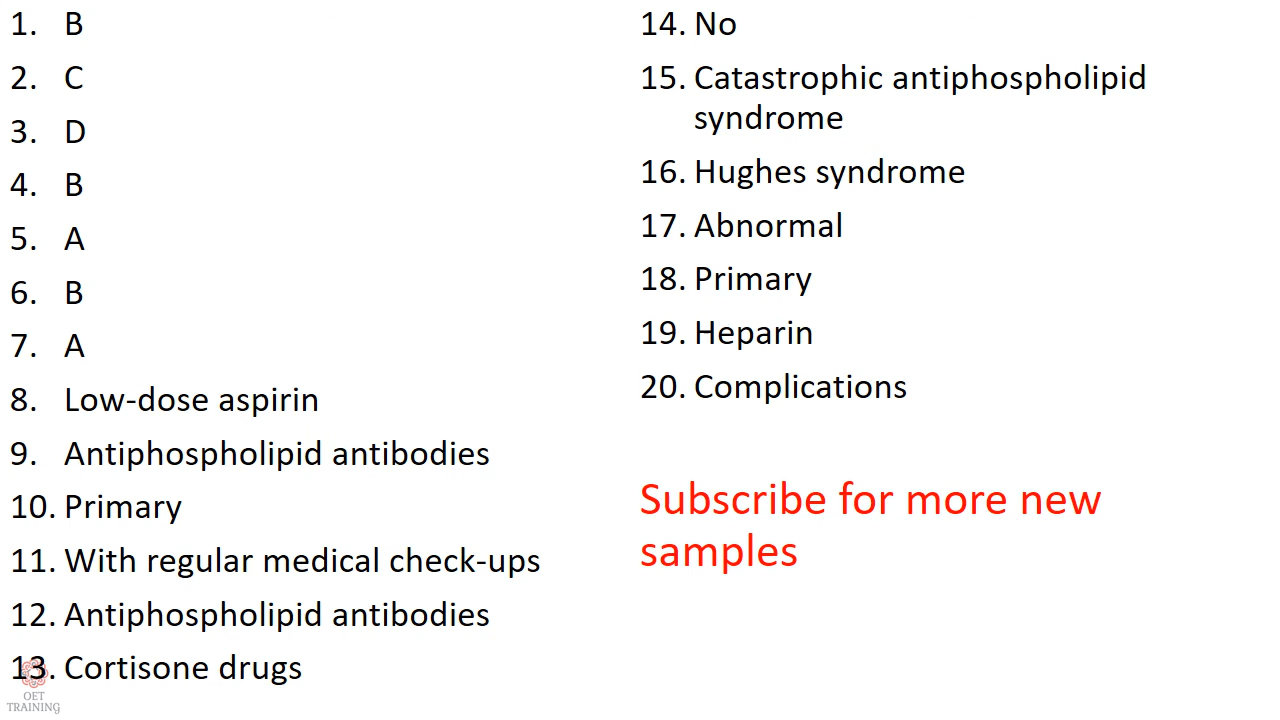 1. B
2. C
3. D
4. B
5. A
6. B
7. A
8. Low-dose aspirin
9. Antiphospholipid antibodies
10. Primary
11. With regular medical check-ups
12. Antiphospholipid antibodies
13. Cortisone drugs
14. No
15. Catastrophic antiphospholipid
syndrome
16. Hughes syndrome
17. Abnormal
18. Primary
19. Heparin
20. Complications
Subscribe for more new
samples
OET
TRAINING